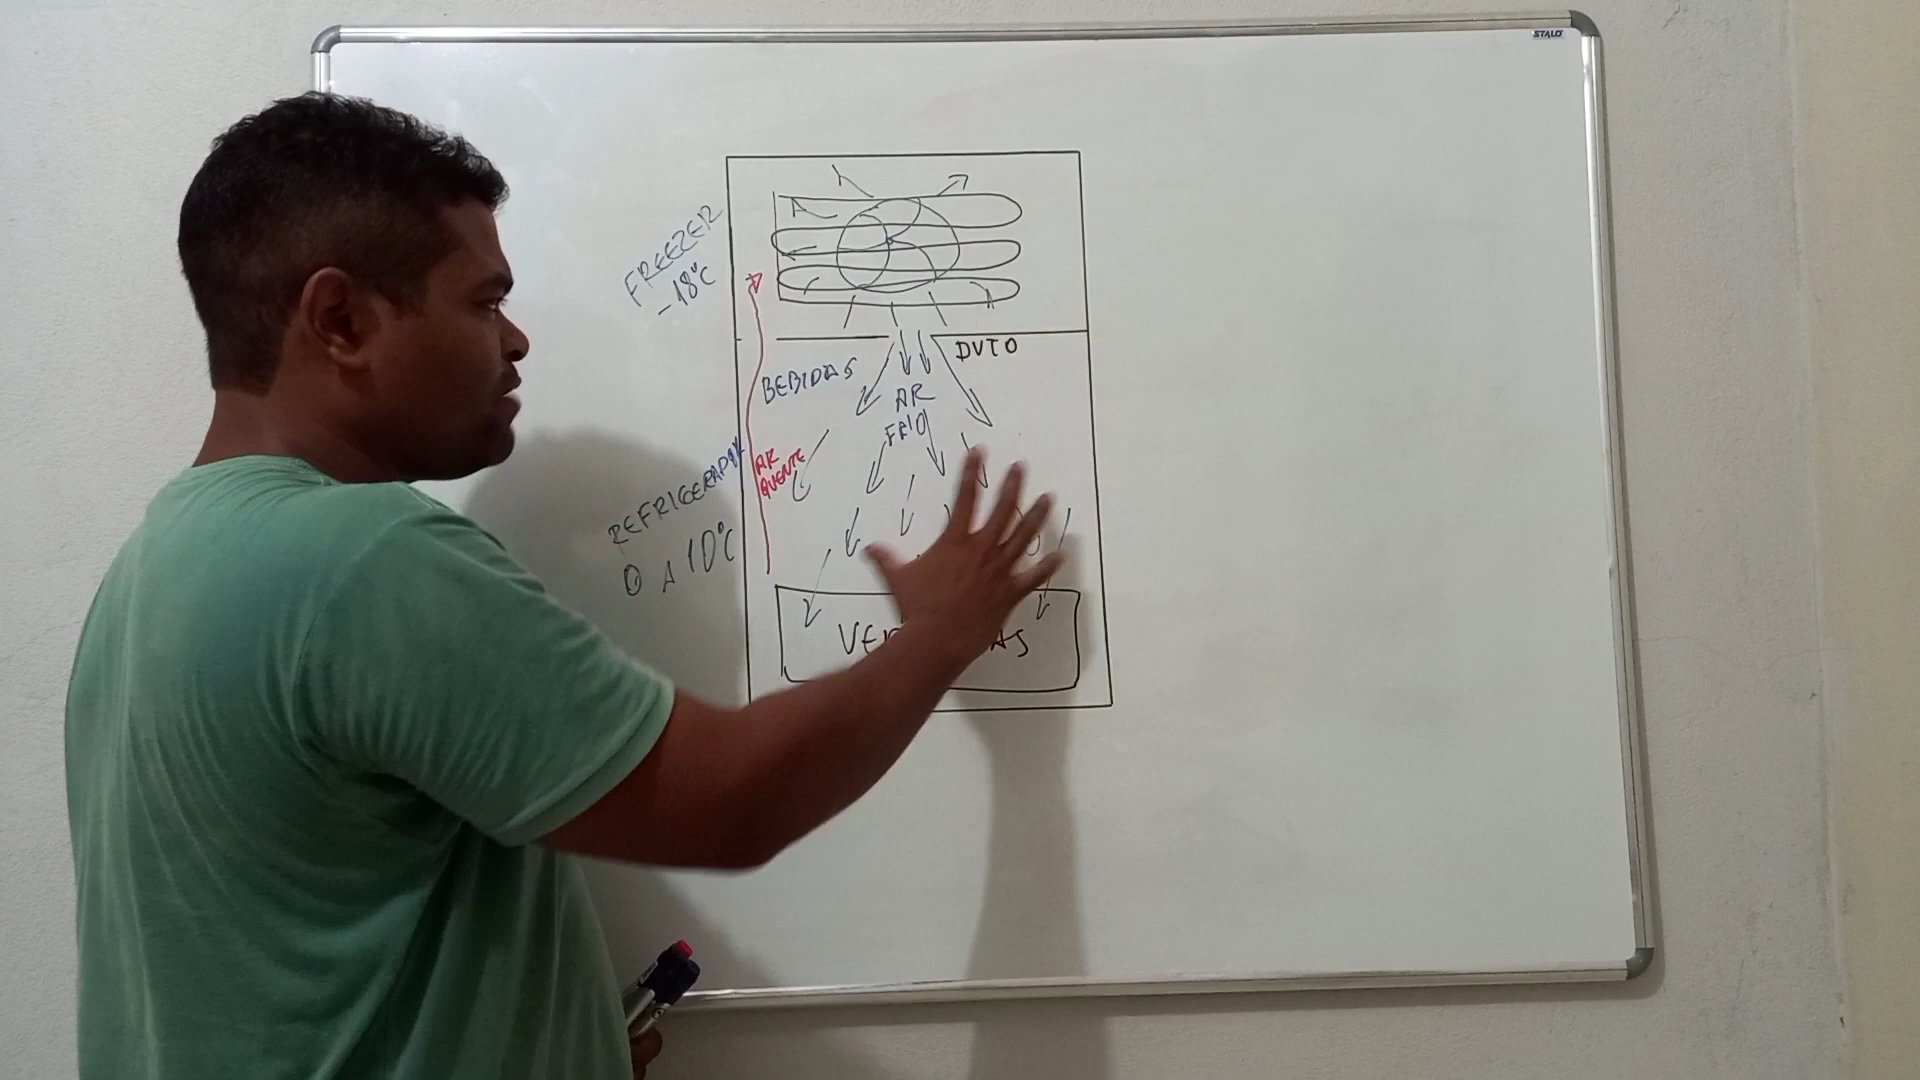 STALO
FREEZER
-18°C
DUTO
BEBIDAS
AR
FRIO
REFRIGERADOR
0 A 10°C
AR
QUENTE